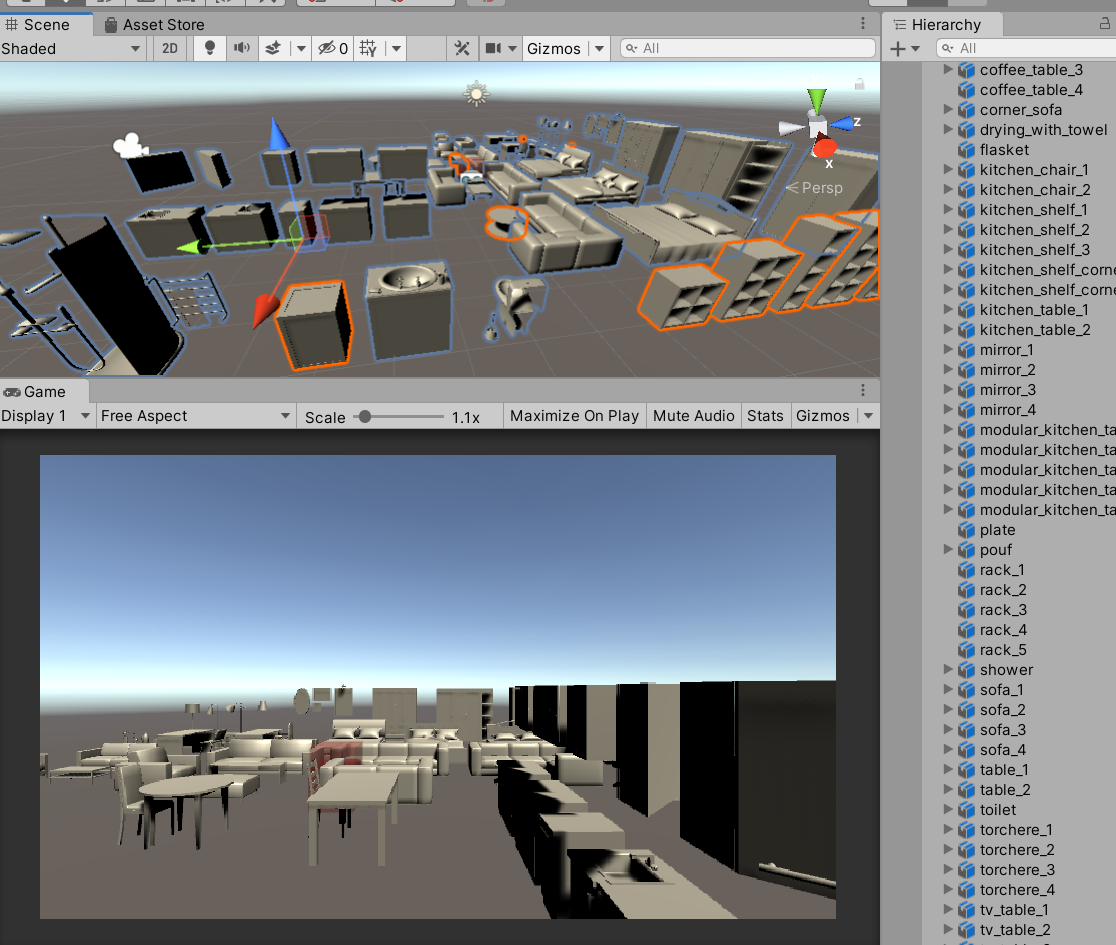 Scene
Asset Store
Shaded
2D
0
Gizmos
All
z
x
Persp
Game
Display 1
Free Aspect
Scale
1.1x
Maximize On Play
Mute Audio
Stats
Gizmos
Hierarchy
All
coffee_table_3
coffee_table_4
corner_sofa
drying_with_towel
flasket
kitchen_chair_1
kitchen_chair_2
kitchen_shelf_1
kitchen_shelf_2
kitchen_shelf_3
kitchen_shelf_corne
kitchen_shelf_corne
kitchen_table_1
kitchen_table_2
mirror_1
mirror_2
mirror_3
mirror_4
modular_kitchen_ta
modular_kitchen_ta
modular_kitchen_ta
modular_kitchen_ta
modular_kitchen_ta
plate
pouf
rack_1
rack_2
rack_3
rack_4
rack_5
shower
sofa_1
sofa_2
sofa_3
sofa_4
table_1
table_2
toilet
torchere_1
torchere_2
torchere_3
torchere_4
tv_table_1
tv_table_2